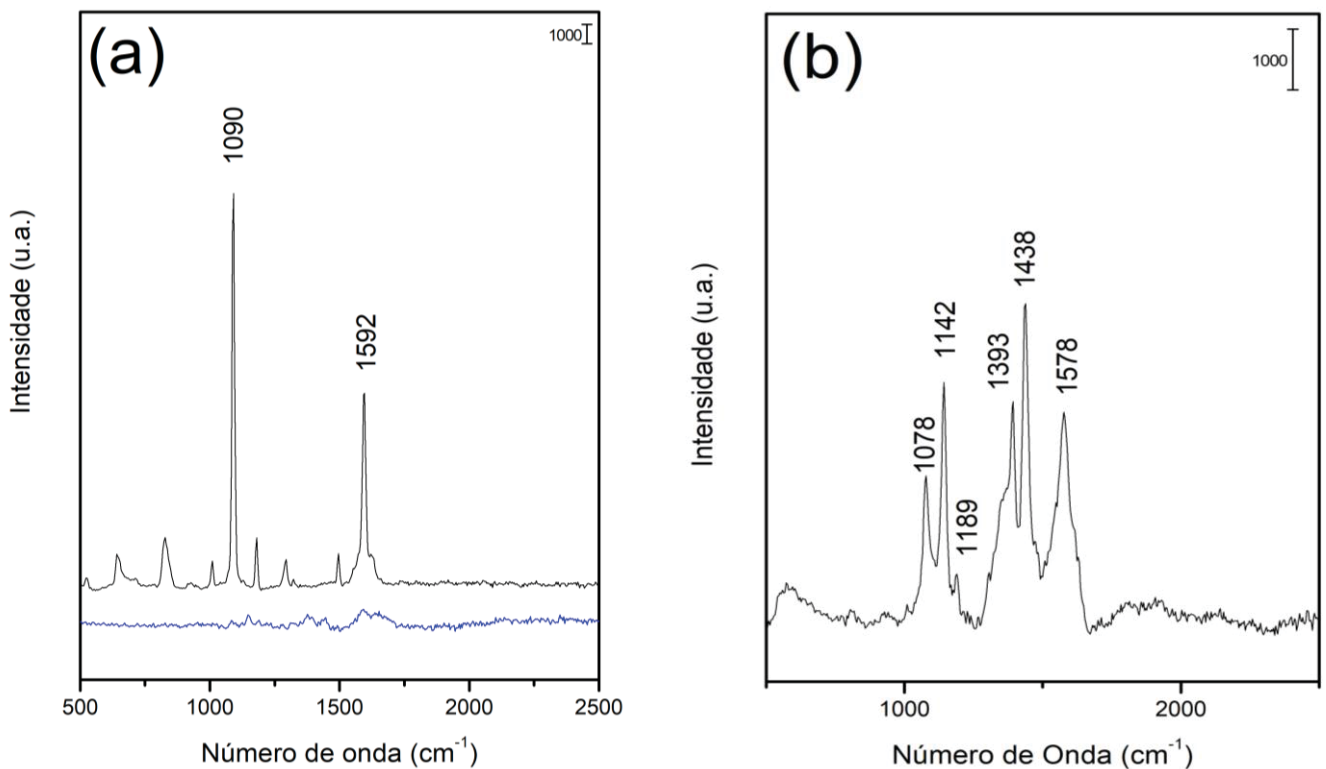 (a)
1000
1090
1592
Intensidade (u.a.)
500 1000 1500 2000 2500
Número de onda (cm⁻¹)
(b)
1000
1078
1142
1189
1393
1438
1578
Intensidade (u.a.)
1000 2000
Número de Onda (cm⁻¹)